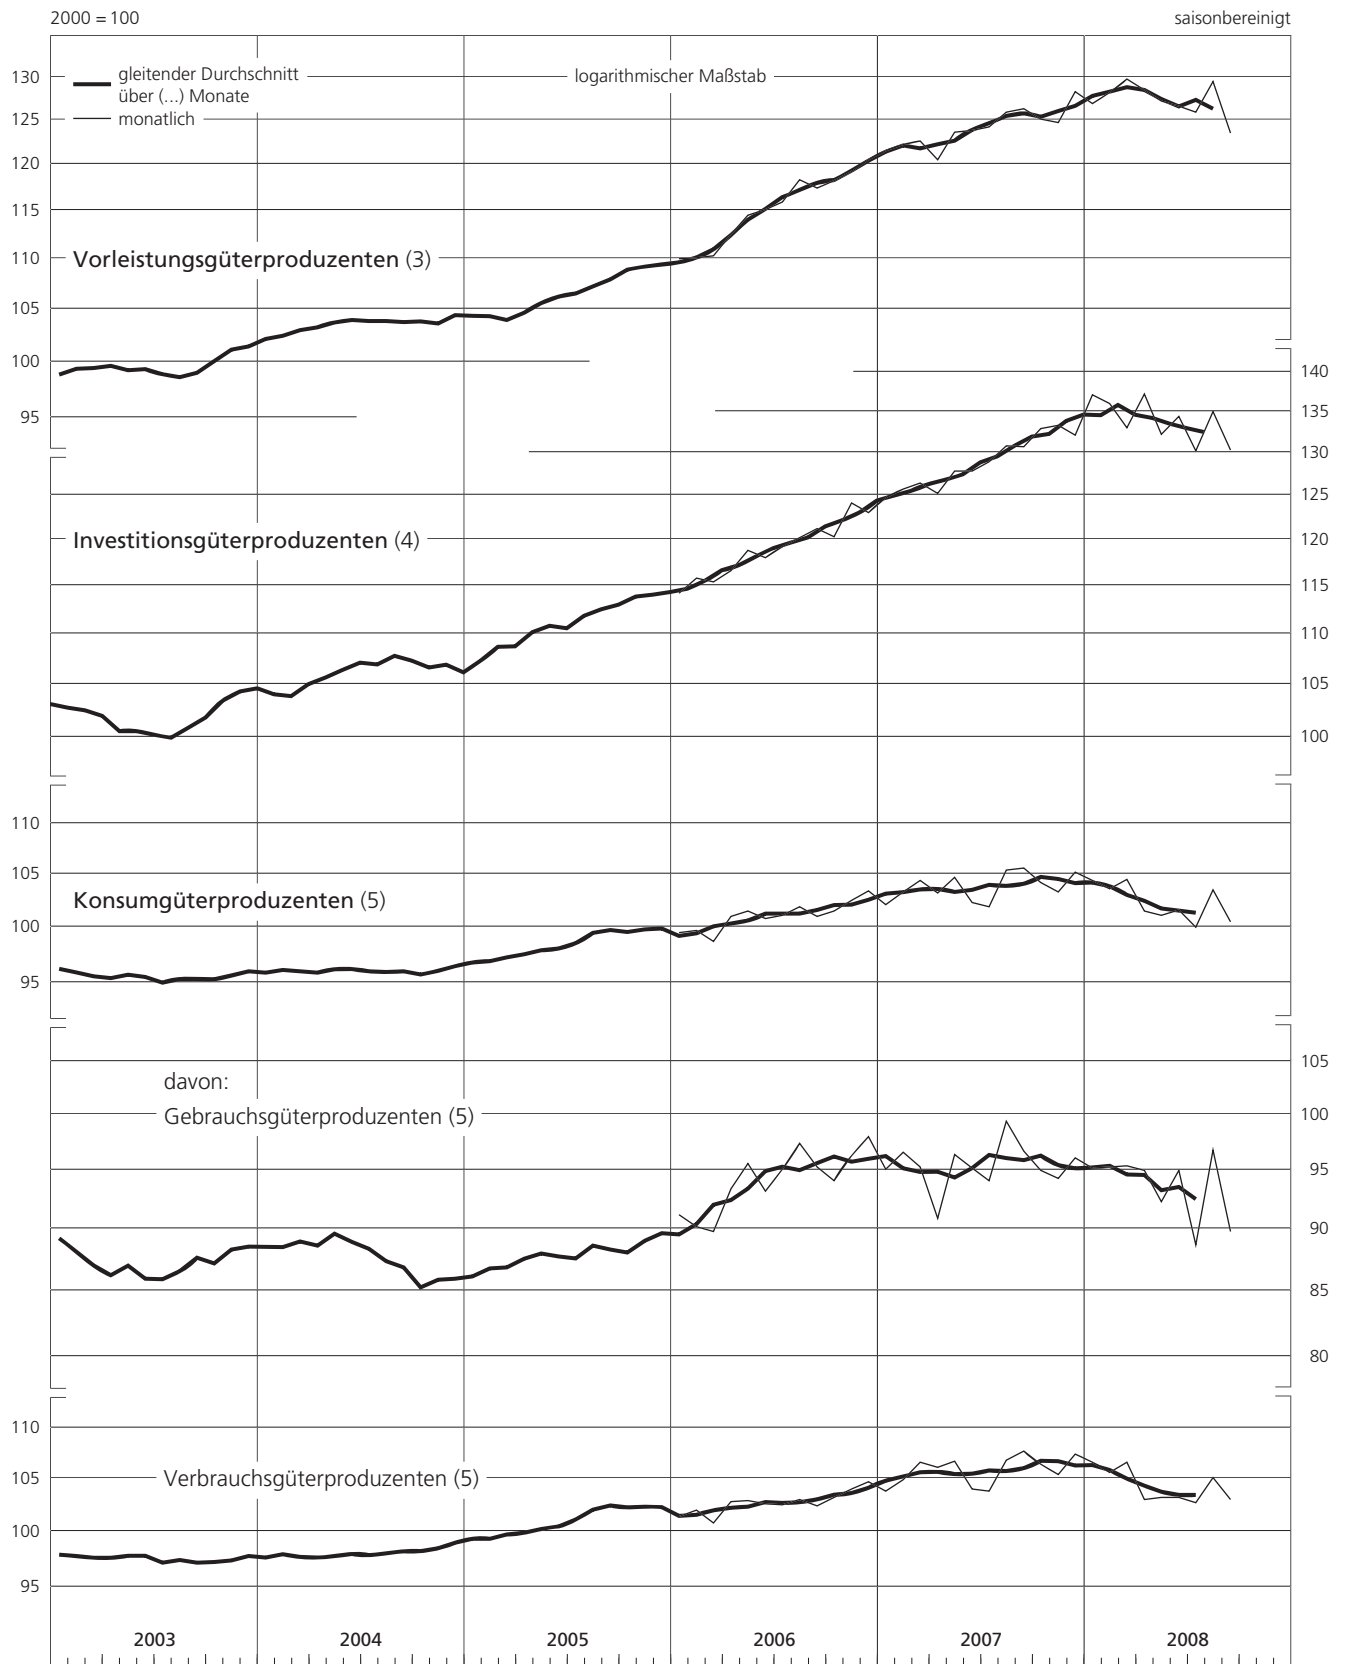 2000 = 100
saisonbereinigt
130
gleitender Durchschnitt
über (...) Monate
logarithmischer Maßstab
125
monatlich
120
115
110
Vorleistungsgüterproduzenten (3)
105
100
140
95
135
130
125
Investitionsgüterproduzenten (4)
120
115
110
105
100
110
105
Konsumgüterproduzenten (5)
100
95
105
davon:
Gebrauchsgüterproduzenten (5)
100
95
90
85
80
110
105
Verbrauchsgüterproduzenten (5)
100
95
2003 2004 2005 2006 2007 2008